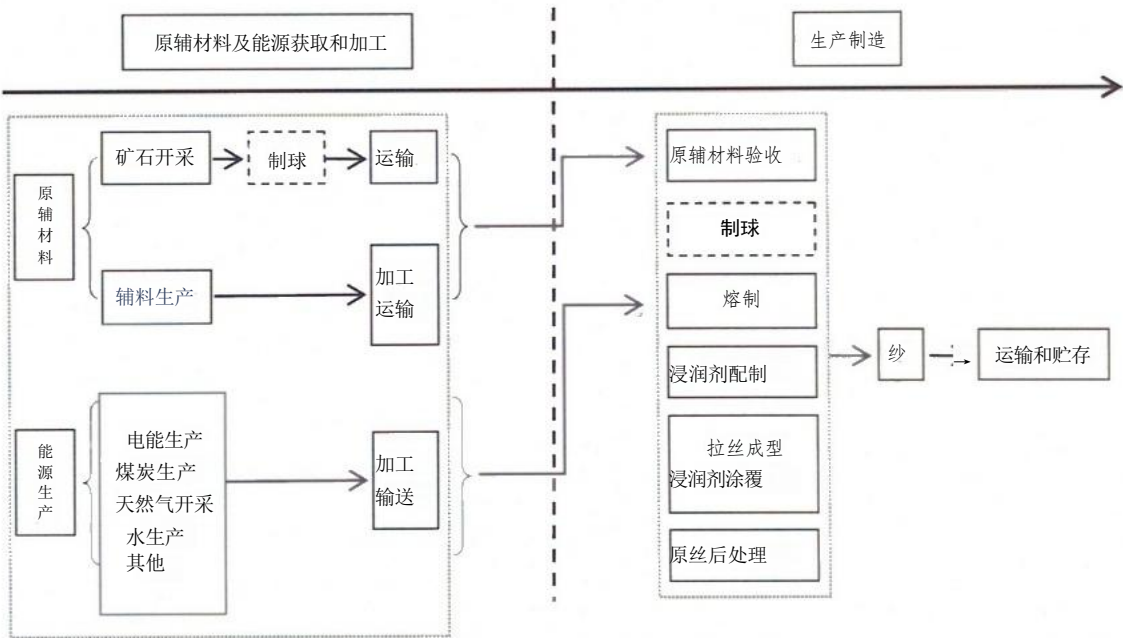 原辅材料及能源获取和加工
生产制造
原辅材料
矿石开采
制球
运输
辅料生产
加工
运输
能源生产
电能生产
煤炭生产
天然气开采
水生产
其他
加工
输送
原辅材料验收
制球
熔制
浸润剂配制
拉丝成型
浸润剂涂覆
原丝后处理
纱
运输和贮存